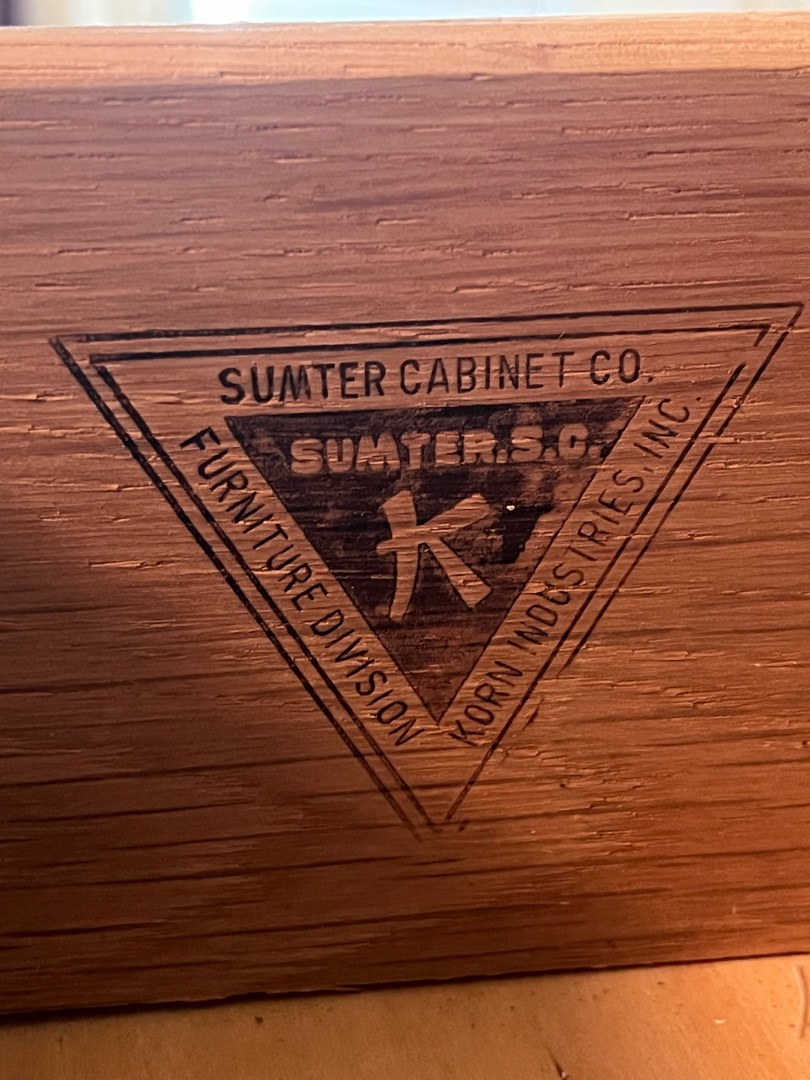 SUMTER CABINET CO.
SUMTER, S.C.
K
FURNITURE DIVISION
KORN INDUSTRIES, INC.